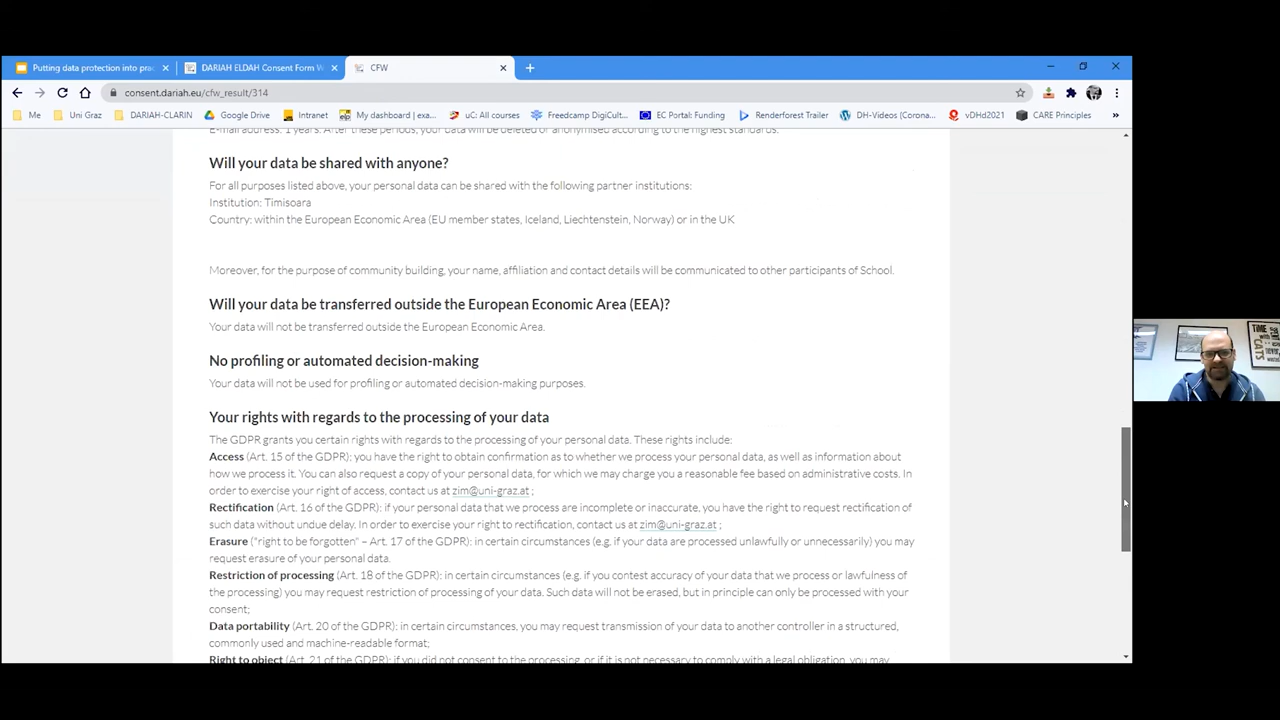 Putting data protection into prac
DARIAH ELDAH Consent Form W
CFW
consent.dariah.eu/cfw_result/314
Me
Uni Graz
DARIAH-CLARIN
Google Drive
Intranet
My dashboard | exa...
uC: All courses
Freedcamp DigiCult...
EC Portal: Funding
Renderforest Trailer
DH-Videos (Corona...
vDHd2021
CARE Principles
»
E-mail address: 1 years. After these periods, your data will be deleted or anonymised according to the highest standards.
Will your data be shared with anyone?
For all purposes listed above, your personal data can be shared with the following partner institutions:
Institution: Timisoara
Country: within the European Economic Area (EU member states, Iceland, Liechtenstein, Norway) or in the UK
Moreover, for the purpose of community building, your name, affiliation and contact details will be communicated to other participants of School.
Will your data be transferred outside the European Economic Area (EEA)?
Your data will not be transferred outside the European Economic Area.
No profiling or automated decision-making
Your data will not be used for profiling or automated decision-making purposes.
Your rights with regards to the processing of your data
The GDPR grants you certain rights with regards to the processing of your personal data. These rights include:
Access (Art. 15 of the GDPR): you have the right to obtain confirmation as to whether we process your personal data, as well as information about
how we process it. You can also request a copy of your personal data, for which we may charge you a reasonable fee based on administrative costs. In
order to exercise your right of access, contact us at zim@uni-graz.at ;
Rectification (Art. 16 of the GDPR): if your personal data that we process are incomplete or inaccurate, you have the right to request rectification of
such data without undue delay. In order to exercise your right to rectification, contact us at zim@uni-graz.at ;
Erasure ("right to be forgotten" – Art. 17 of the GDPR): in certain circumstances (e.g. if your data are processed unlawfully or unnecessarily) you may
request erasure of your personal data.
Restriction of processing (Art. 18 of the GDPR): in certain circumstances (e.g. if you contest accuracy of your data that we process or lawfulness of
the processing) you may request restriction of processing of your data. Such data will not be erased, but in principle can only be processed with your
consent;
Data portability (Art. 20 of the GDPR): in certain circumstances, you may request transmission of your data to another controller in a structured,
commonly used and machine-readable format;
Right to object (Art. 21 of the GDPR): if you did not consent to the processing, or if it is not necessary to comply with a legal obligation, you may
TIME
CATS